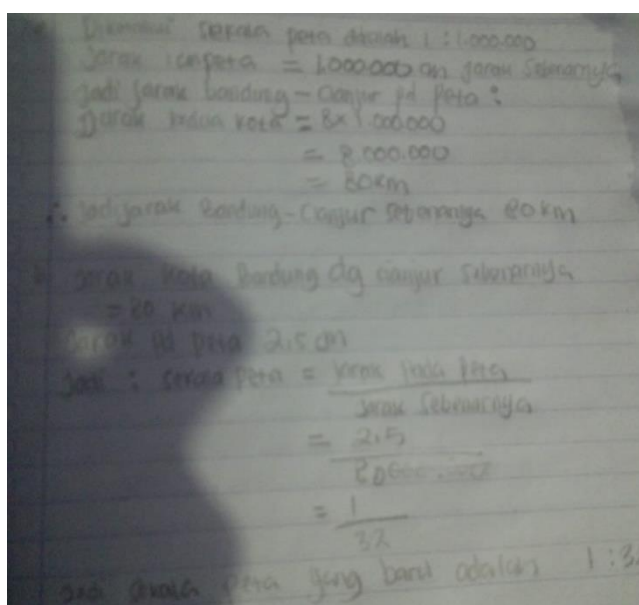 Diketahui skala peta adalah 1 : 1.000.000
Jarak 1 cm peta = 1.000.000 cm jarak sebenarnya
Jadi jarak bandung - cianjur pd peta :
Jarak kedua kota = 8 x 1.000.000
= 8.000.000
= 80 km
∴ Jadi jarak Bandung - Cianjur sebenarnya 80 km
Jarak kota Bandung dg cianjur sebenarnya
= 80 km
Jarak pd peta 2,5 cm
Jadi : skala peta = jarak pada peta
jarak sebenarnya
= 2,5
= 1
32
Jadi skala peta yang baru adalah 1 : 3